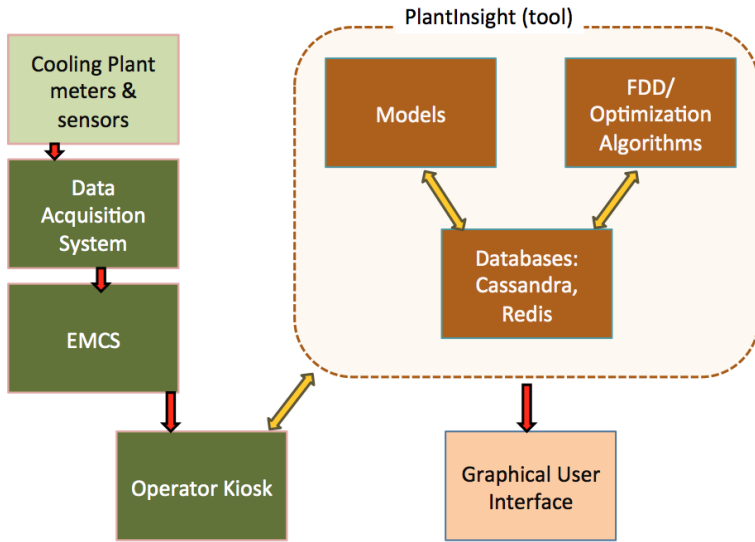 PlantInsight (tool)
Cooling Plant
meters &
sensors
Models
FDD/
Optimization
Algorithms
Data
Acquisition
System
Databases:
Cassandra,
Redis
EMCS
Operator Kiosk
Graphical User
Interface